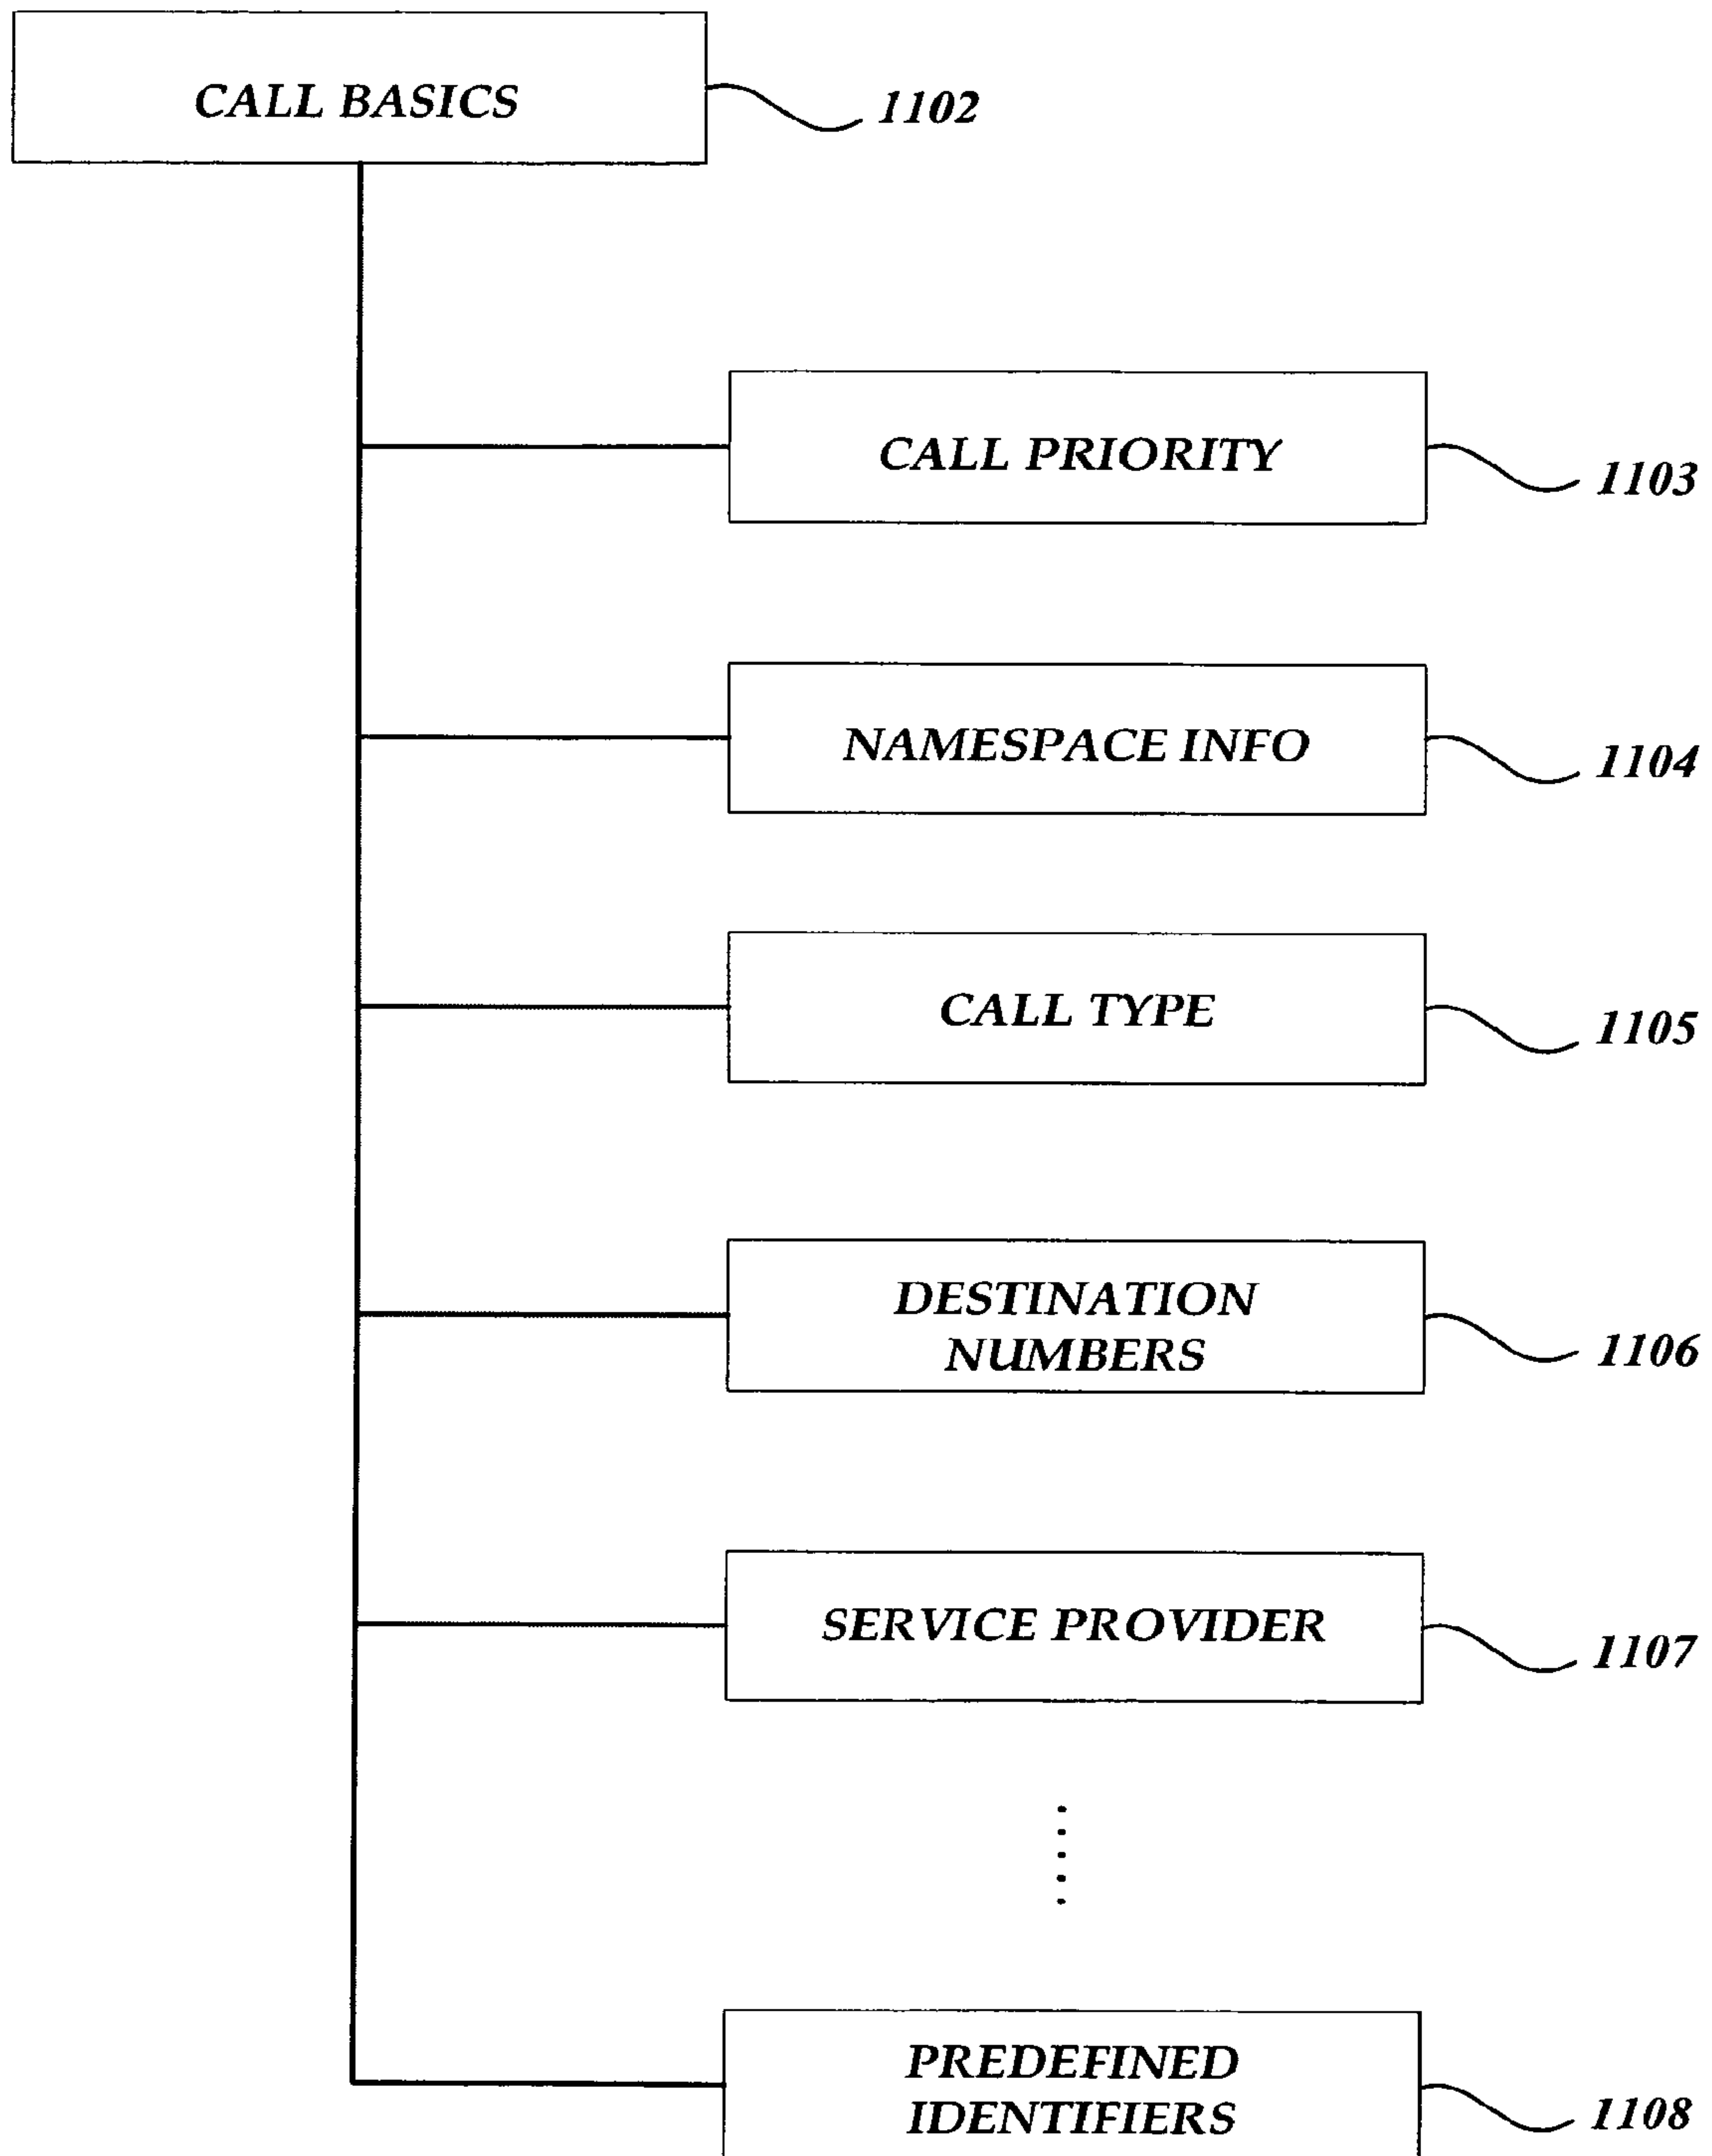 CALL BASICS
1102
CALL PRIORITY
1103
NAMESPACE INFO
1104
CALL TYPE
1105
DESTINATION
NUMBERS
1106
SERVICE PROVIDER
1107
PREDEFINED
IDENTIFIERS
1108